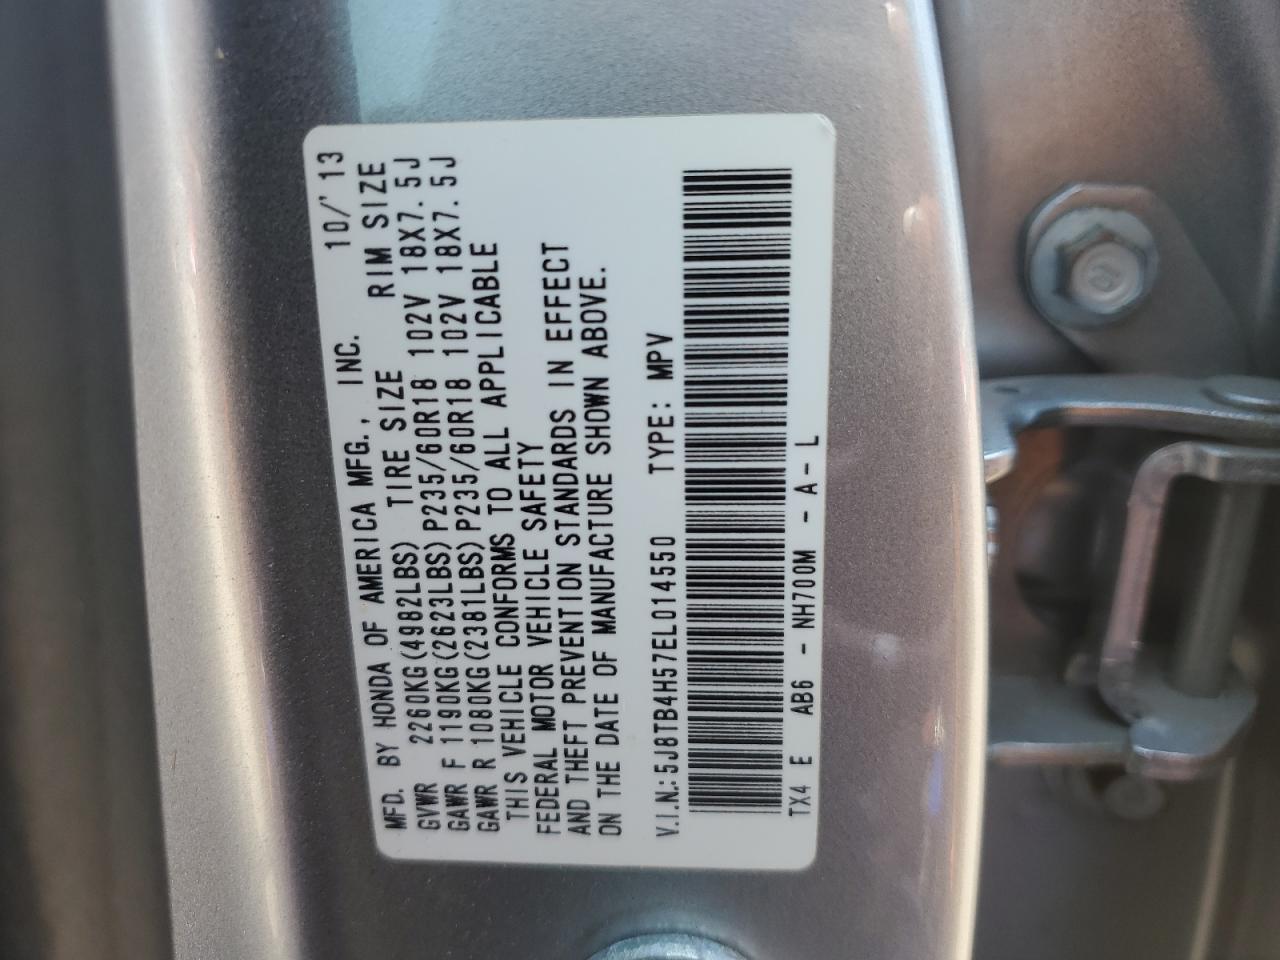 MFD. BY HONDA OF AMERICA MFG., INC. 10/'13
GVWR 2260KG(4982LBS) TIRE SIZE RIM SIZE
GAWR F 1190KG(2623LBS) P235/60R18 102V 18X7.5J
GAWR R 1080KG(2381LBS) P235/60R18 102V 18X7.5J
THIS VEHICLE CONFORMS TO ALL APPLICABLE
FEDERAL MOTOR VEHICLE SAFETY
AND THEFT PREVENTION STANDARDS IN EFFECT
ON THE DATE OF MANUFACTURE SHOWN ABOVE.
V.I.N.: 5J8TB4H57EL014550 TYPE: MPV
TX4 E AB6 - NH700M - A - L